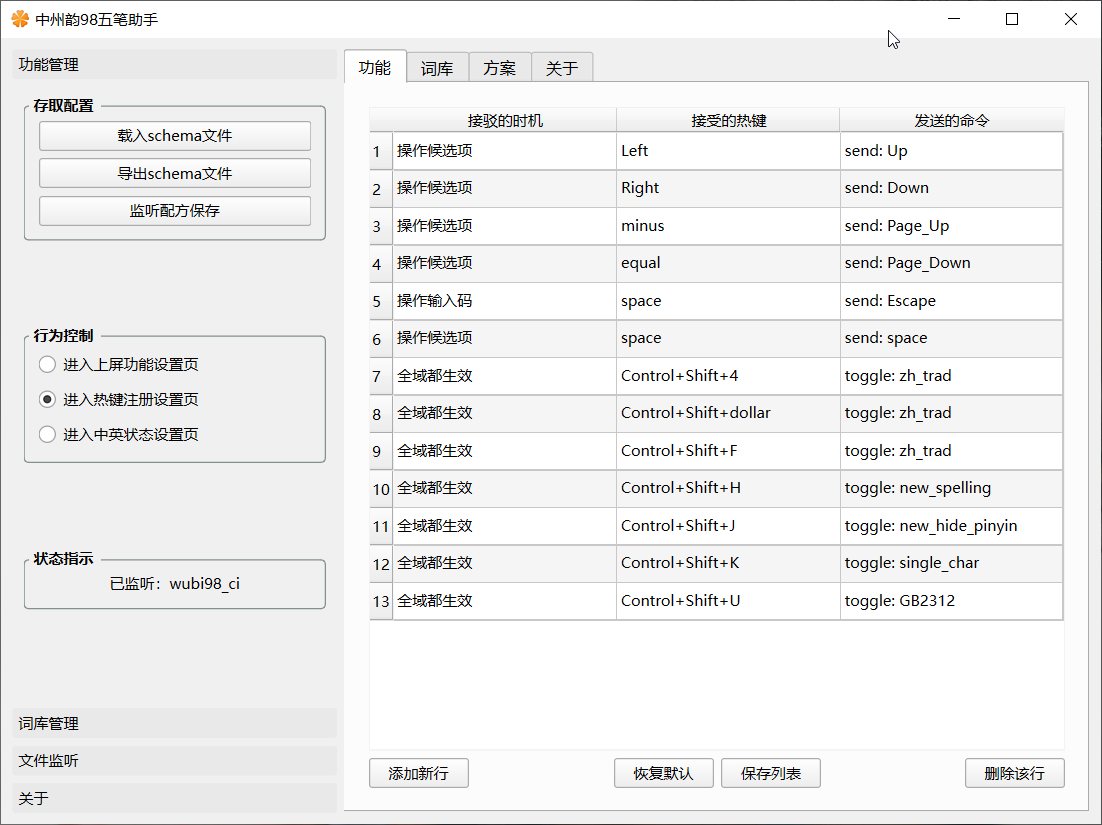 中州韵98五笔助手
功能管理
存取配置
载入schema文件
导出schema文件
监听配方保存
行为控制
进入上屏功能设置页
进入热键注册设置页
进入中英状态设置页
状态指示
已监听：wubi98_ci
词库管理
文件监听
关于
功能 词库 方案 关于
接驳的时机 接受的热键 发送的命令
1 操作候选项 Left send: Up
2 操作候选项 Right send: Down
3 操作候选项 minus send: Page_Up
4 操作候选项 equal send: Page_Down
5 操作输入码 space send: Escape
6 操作候选项 space send: space
7 全域都生效 Control+Shift+4 toggle: zh_trad
8 全域都生效 Control+Shift+dollar toggle: zh_trad
9 全域都生效 Control+Shift+F toggle: zh_trad
10 全域都生效 Control+Shift+H toggle: new_spelling
11 全域都生效 Control+Shift+J toggle: new_hide_pinyin
12 全域都生效 Control+Shift+K toggle: single_char
13 全域都生效 Control+Shift+U toggle: GB2312
添加新行 恢复默认 保存列表 删除该行